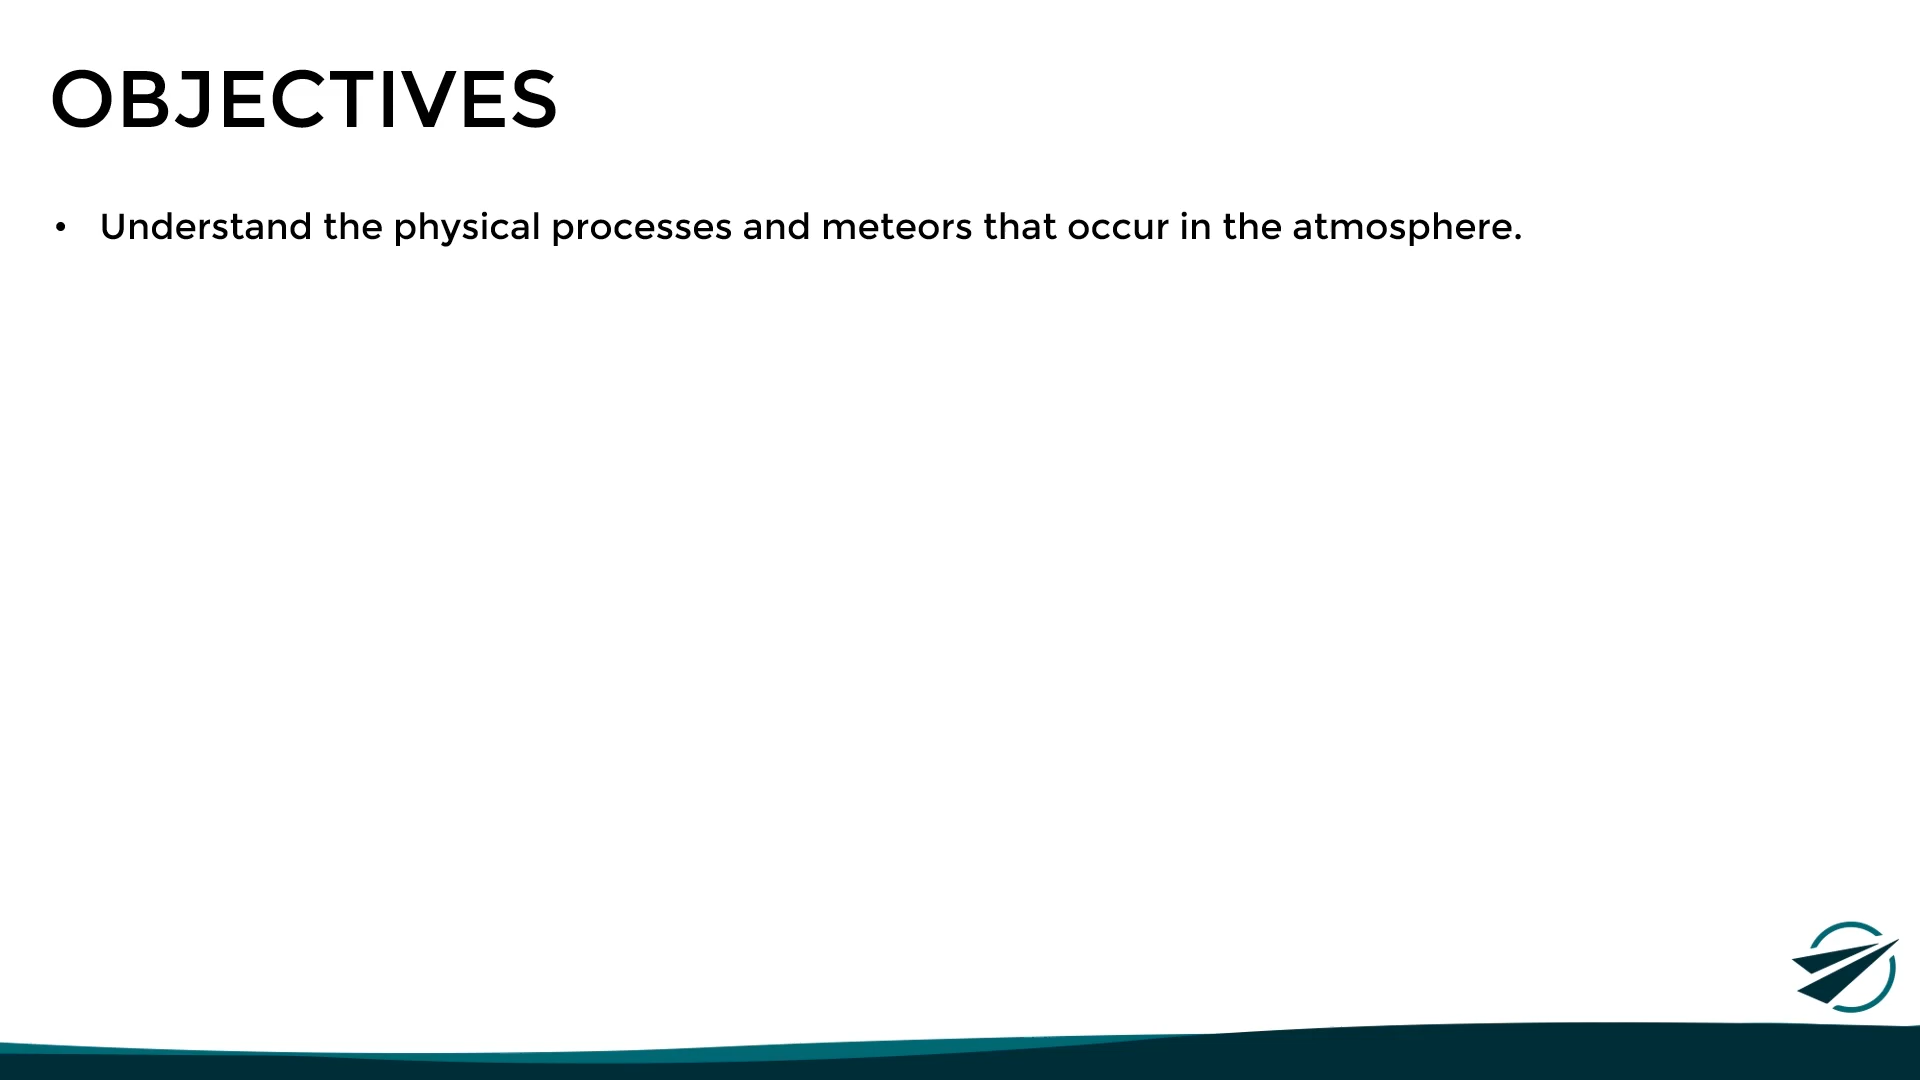 OBJECTIVES
• Understand the physical processes and meteors that occur in the atmosphere.